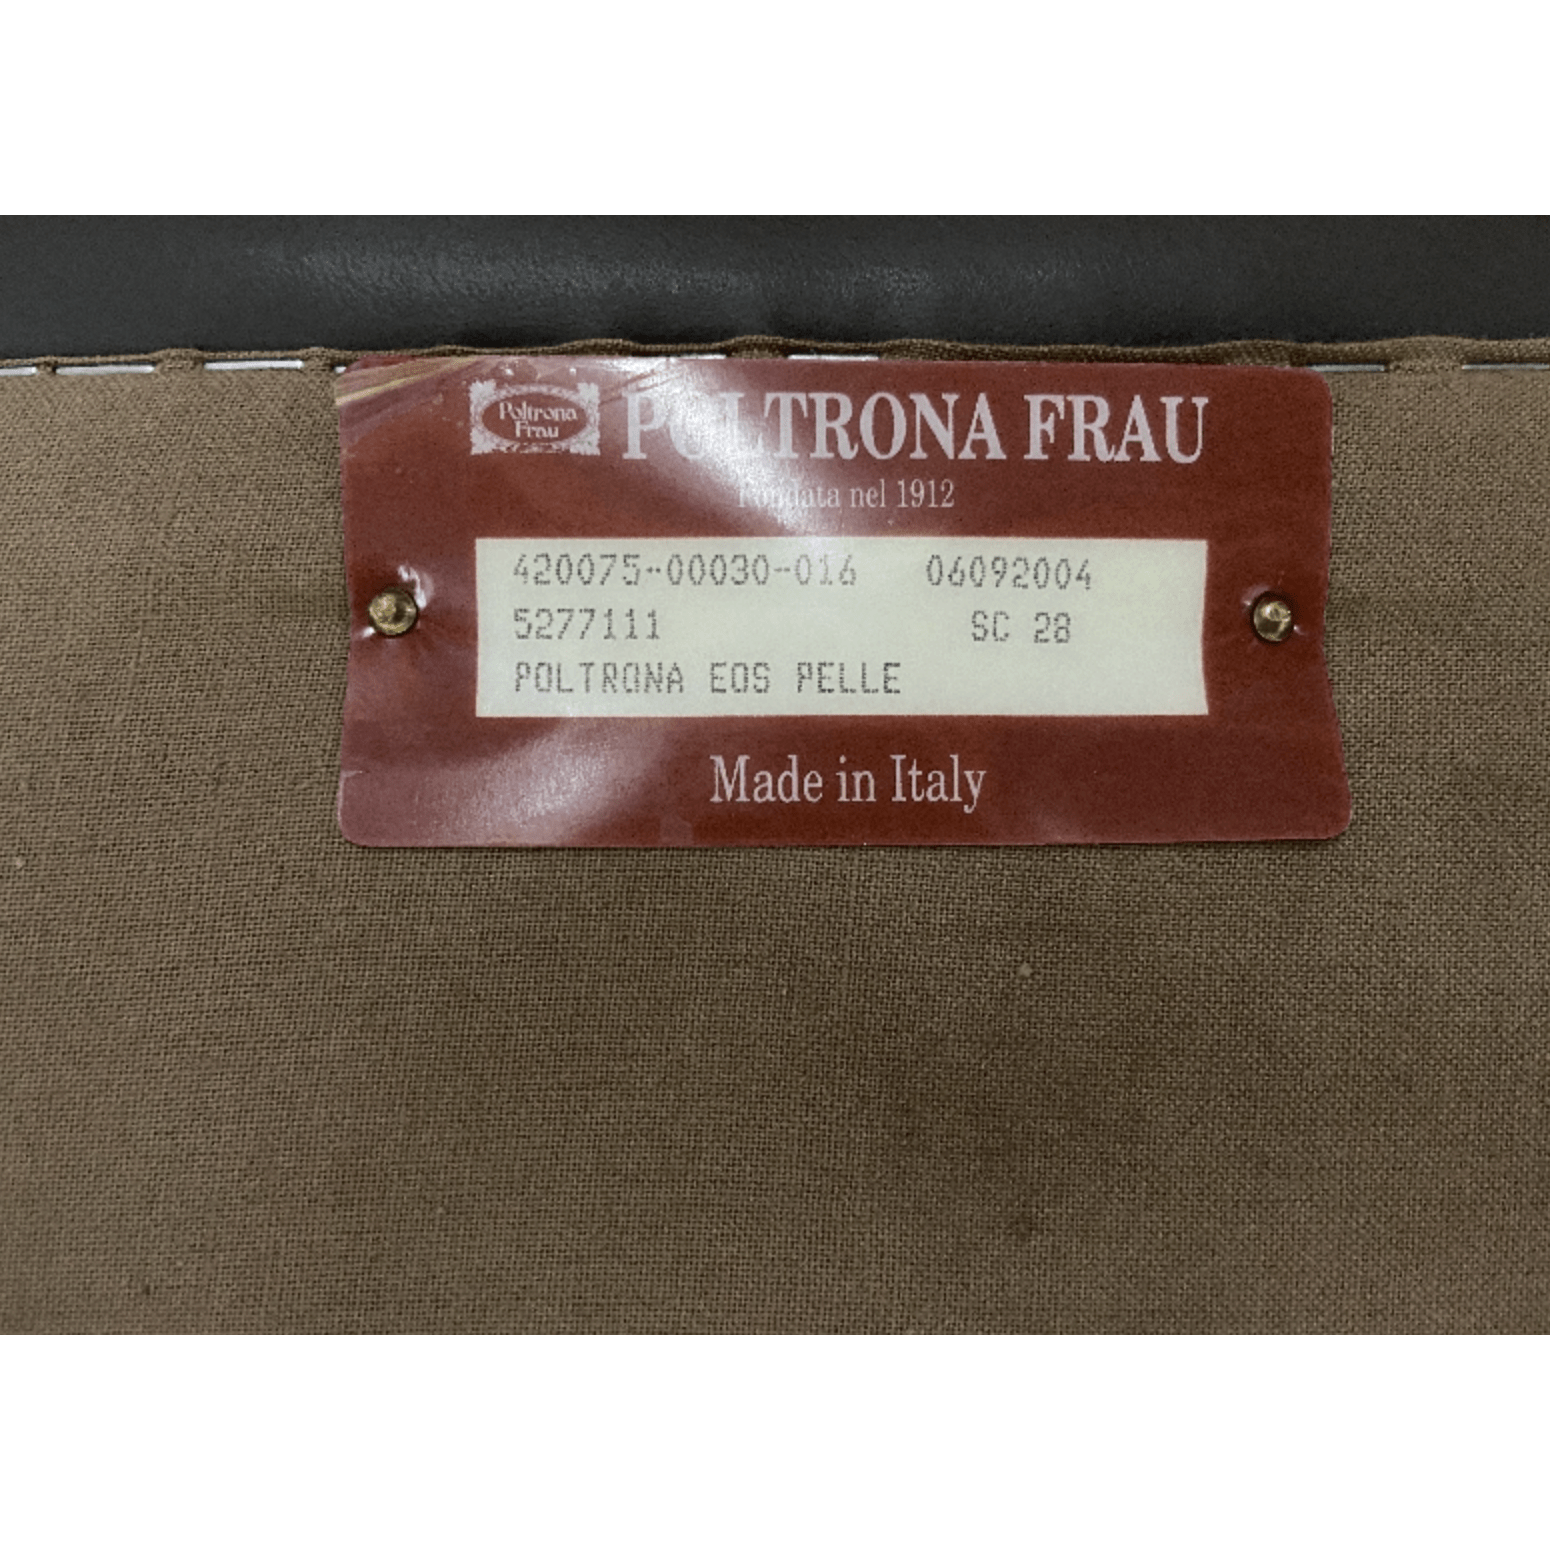 Poltrona
Frau
POLTRONA FRAU
Fondata nel 1912
420075-00030-016 06092004
5277111 SC 28
POLTRONA EOS PELLE
Made in Italy